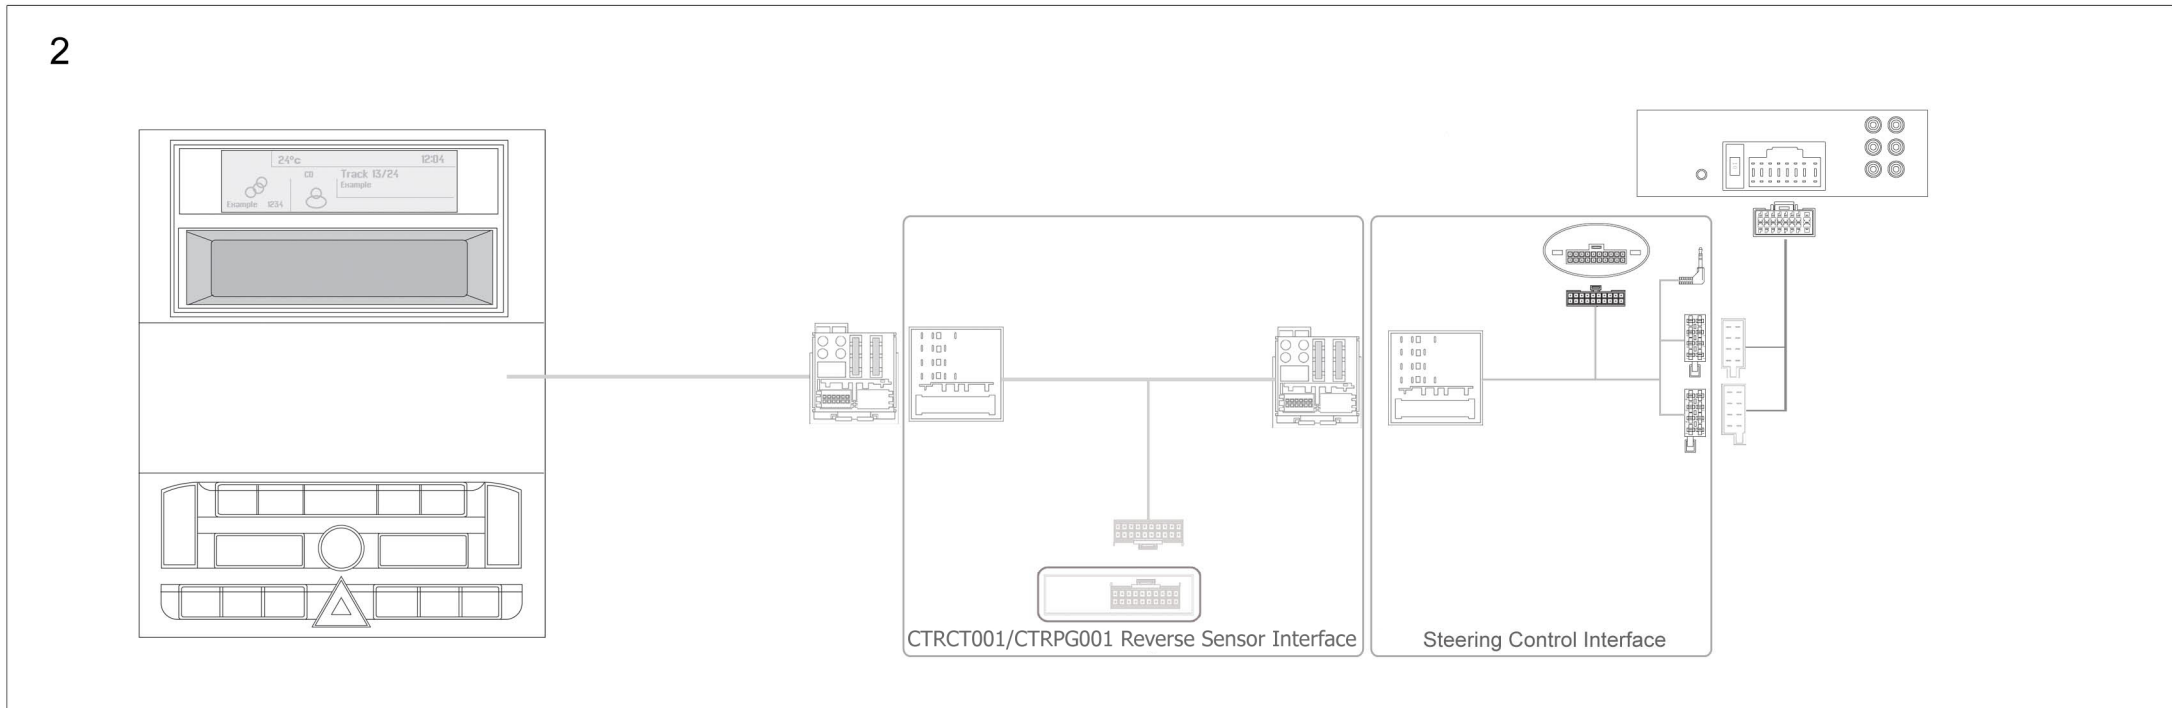 2
24°c 12:04
CD Track 13/24
Example
Example 1234
CTRCT001/CTRPG001 Reverse Sensor Interface
Steering Control Interface